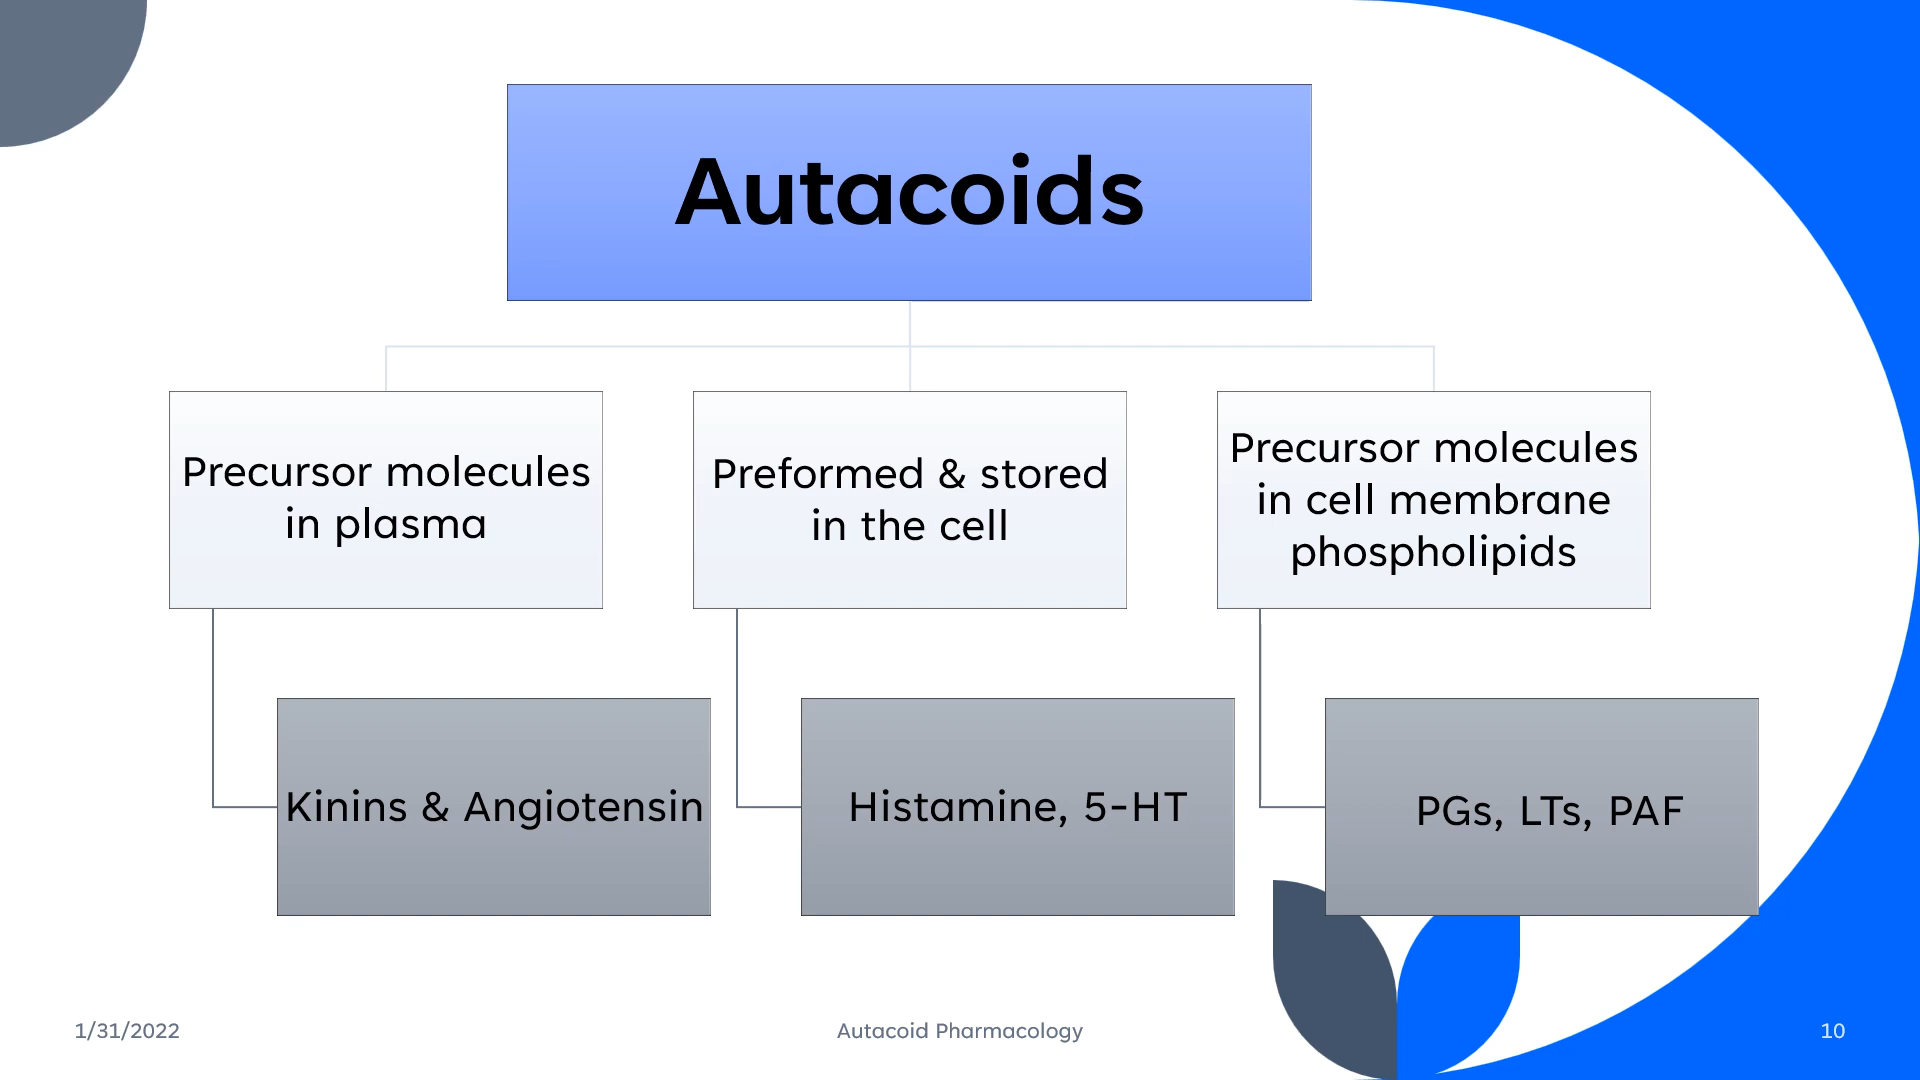 Autacoids
Precursor molecules
in plasma
Preformed & stored
in the cell
Precursor molecules
in cell membrane
phospholipids
Kinins & Angiotensin
Histamine, 5-HT
PGs, LTs, PAF
1/31/2022
Autacoid Pharmacology
10